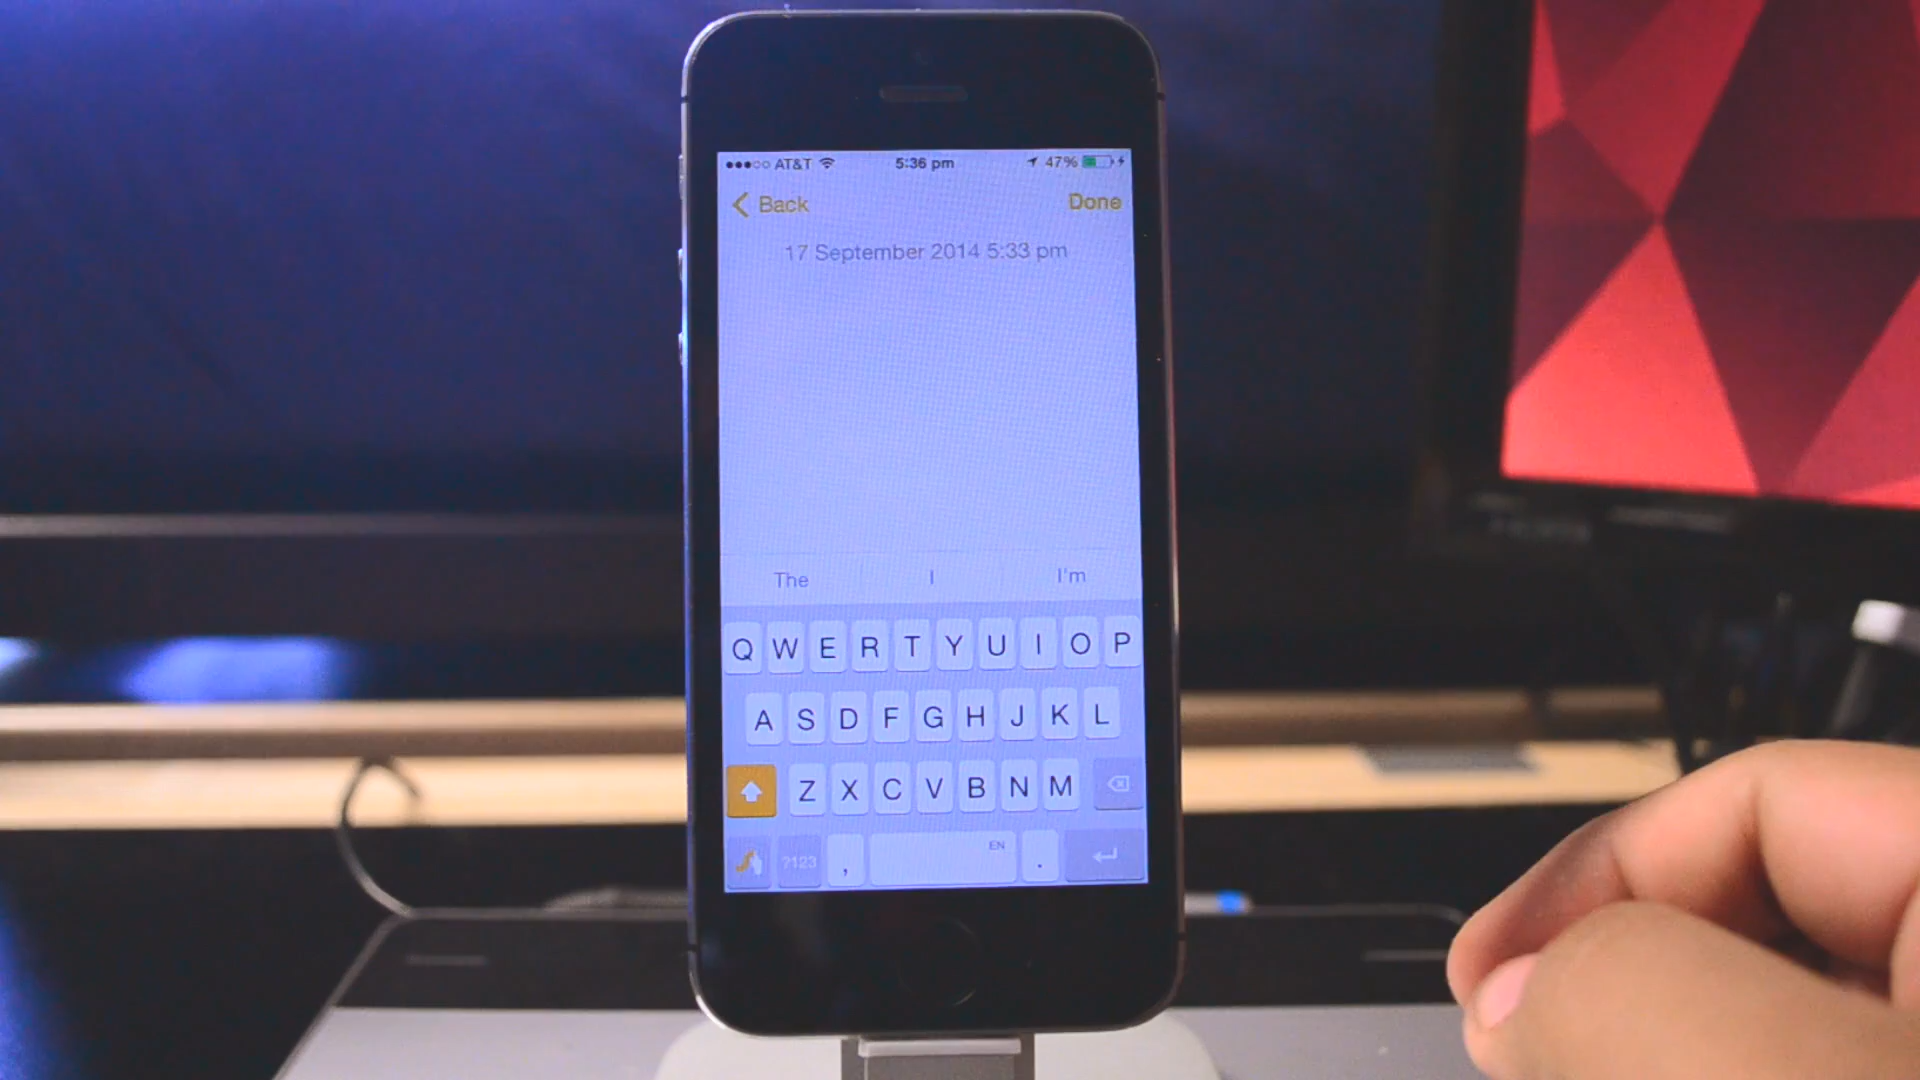 AT&T 5:36 pm 47%
Back Done
17 September 2014 5:33 pm
The I I'm
Q W E R T Y U I O P
A S D F G H J K L
Z X C V B N M
?123 , EN .